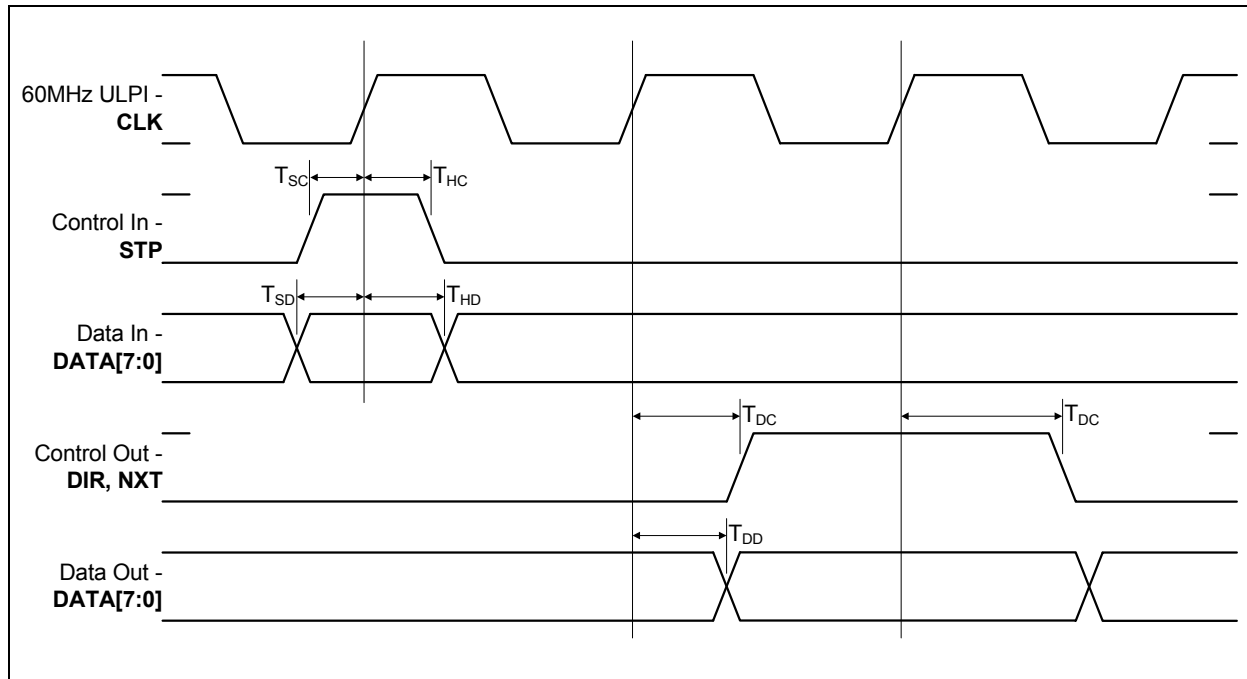 60MHz ULPI -
CLK
T_SC
T_HC
Control In -
STP
T_SD
T_HD
Data In -
DATA[7:0]
T_DC
T_DC
Control Out -
DIR, NXT
T_DD
Data Out -
DATA[7:0]